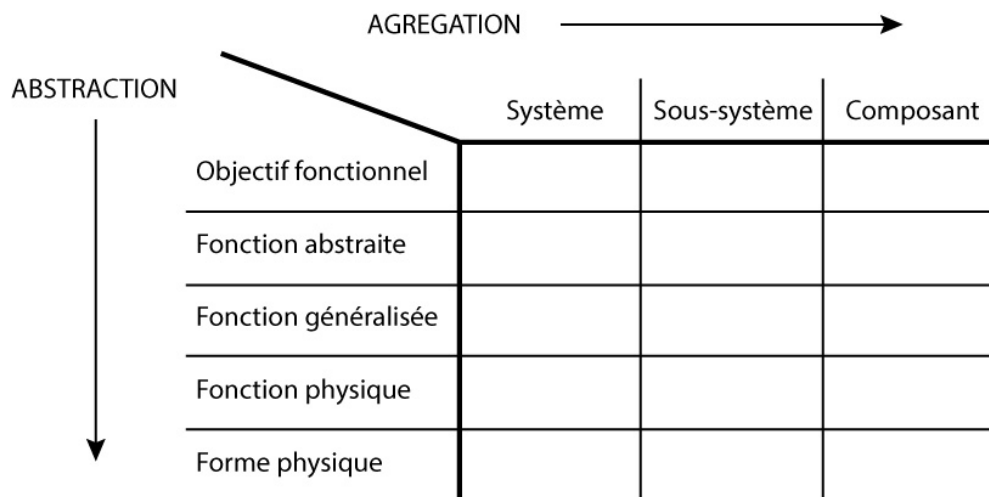 AGREGATION
ABSTRACTION
Système Sous-système Composant
Objectif fonctionnel
Fonction abstraite
Fonction généralisée
Fonction physique
Forme physique